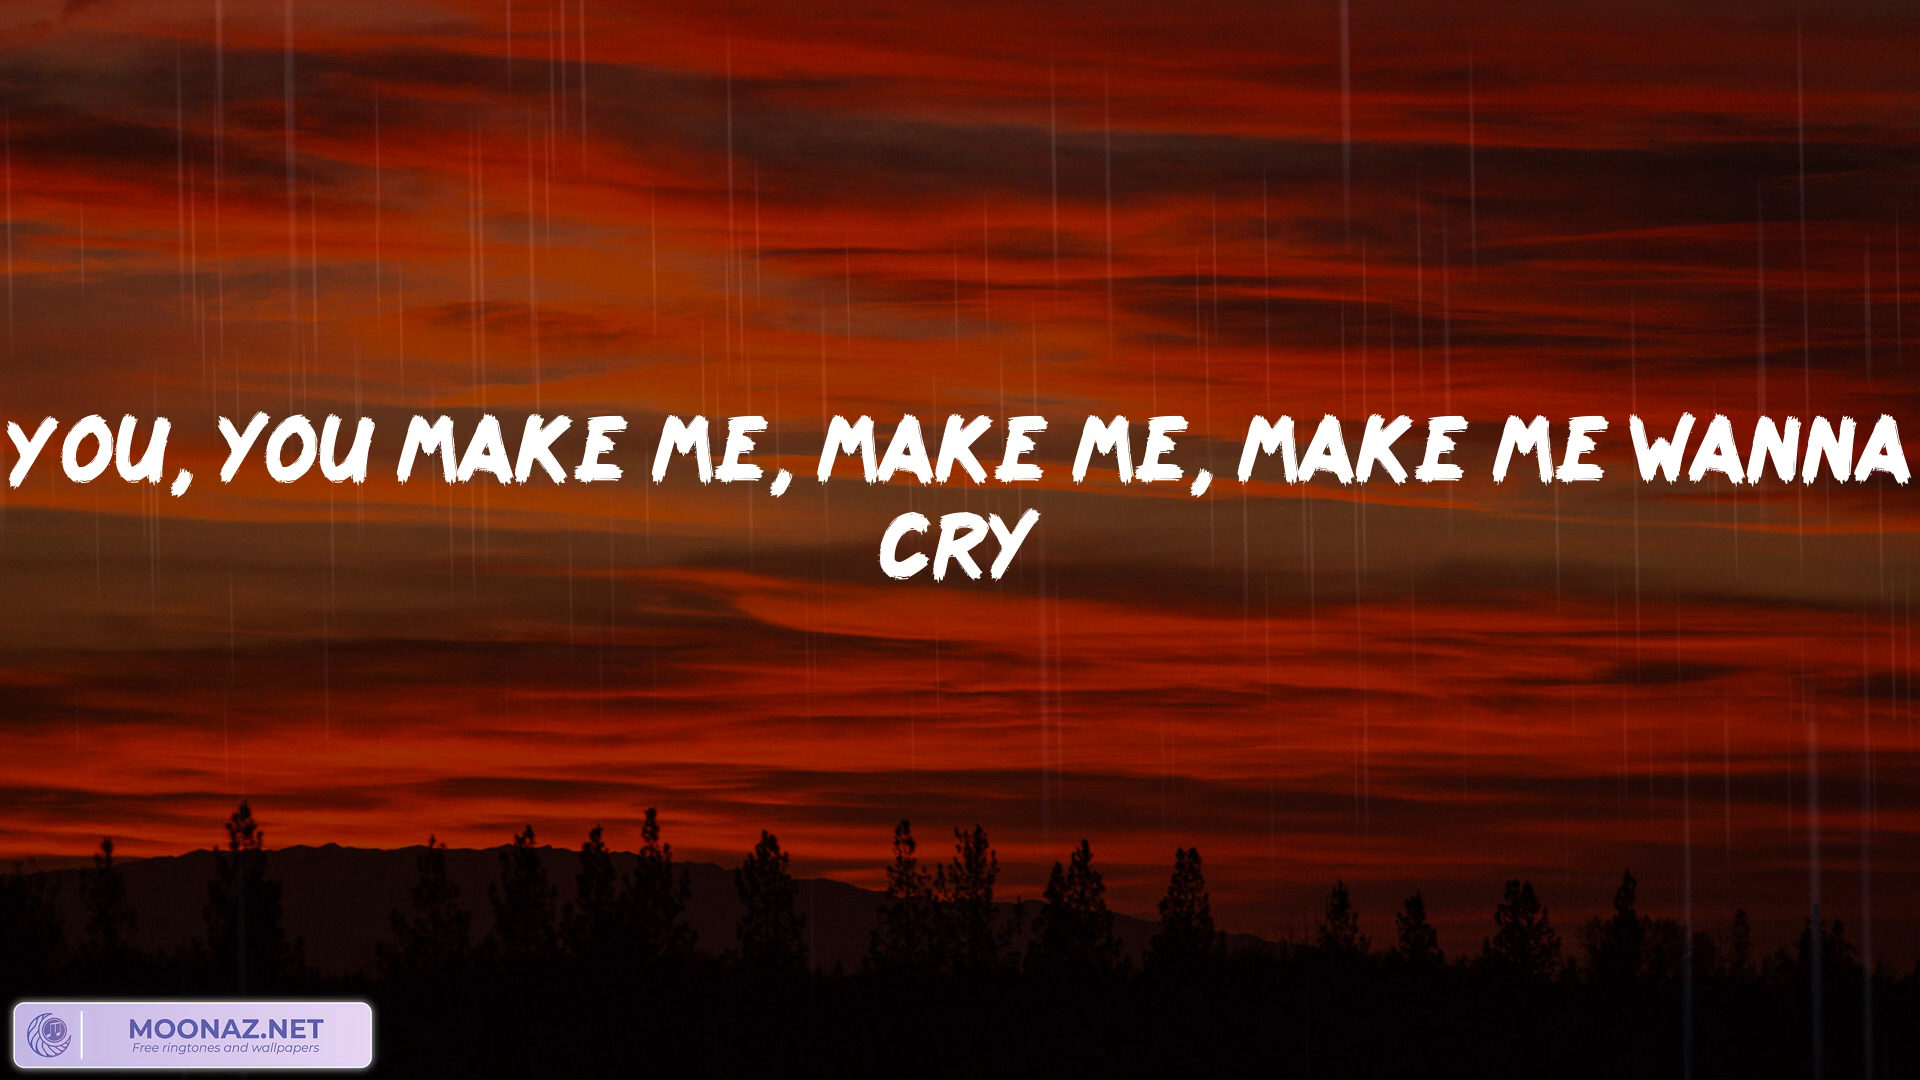 YOU, YOU MAKE ME, MAKE ME, MAKE ME WANNA
CRY
MOONAZ.NET
Free ringtones and wallpapers